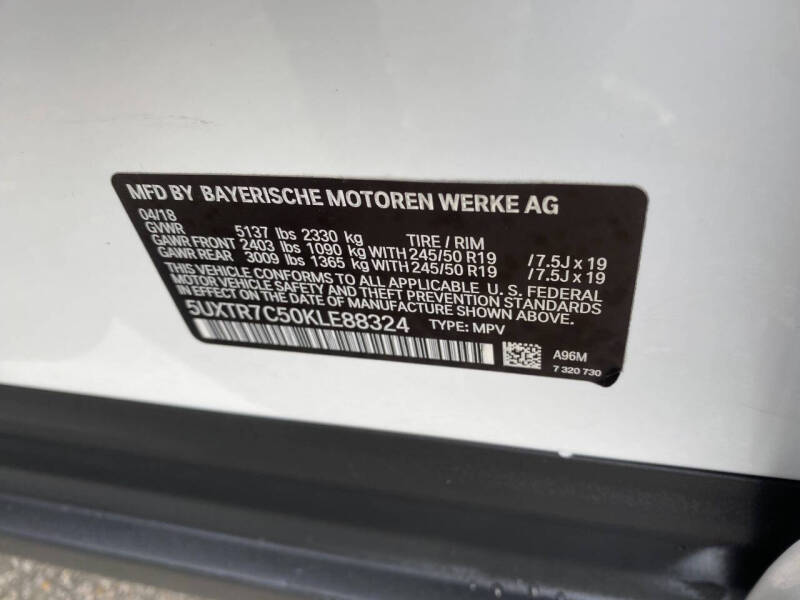 MFD BY BAYERISCHE MOTOREN WERKE AG
04/18
GVWR 5137 lbs 2330 kg TIRE / RIM
GAWR FRONT 2403 lbs 1090 kg WITH 245/50 R19 /7.5J x 19
GAWR REAR 3009 lbs 1365 kg WITH 245/50 R19 /7.5J x 19
THIS VEHICLE CONFORMS TO ALL APPLICABLE U. S. FEDERAL
MOTOR VEHICLE SAFETY AND THEFT PREVENTION STANDARDS
IN EFFECT ON THE DATE OF MANUFACTURE SHOWN ABOVE.
5UXTR7C50KLE88324 TYPE: MPV
A96M
7 320 730